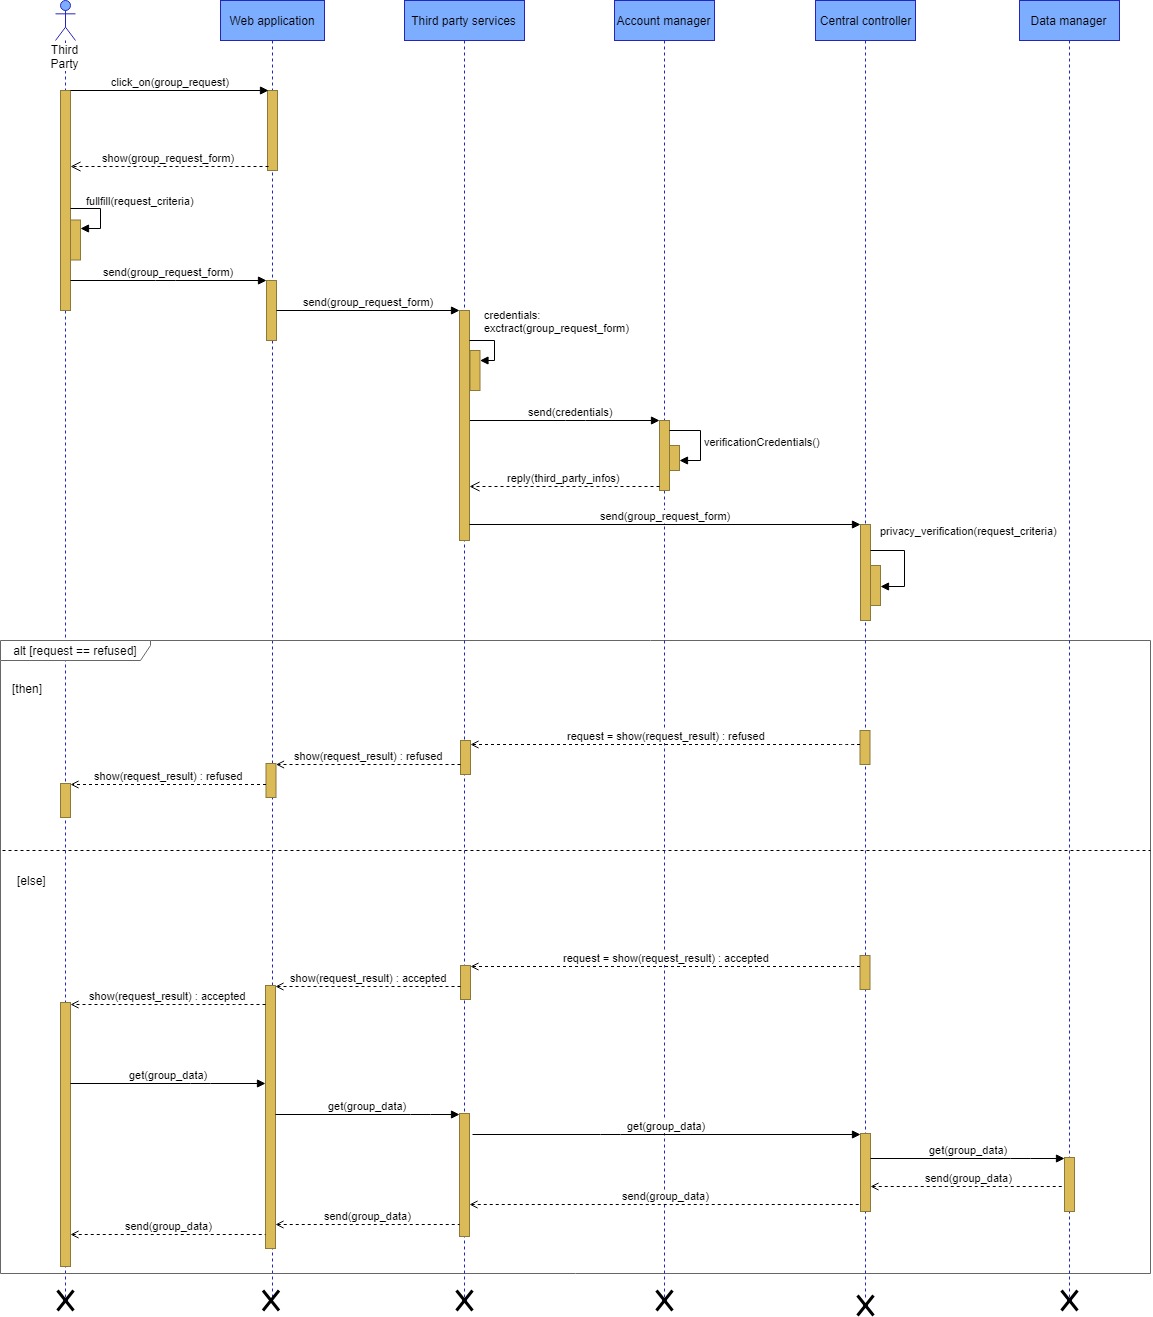 Web application
Third party services
Account manager
Central controller
Data manager
Third
Party
click_on(group_request)
show(group_request_form)
fullfill(request_criteria)
send(group_request_form)
send(group_request_form)
credentials:
exctract(group_request_form)
send(credentials)
verificationCredentials()
reply(third_party_infos)
send(group_request_form)
privacy_verification(request_criteria)
alt [request == refused]
[then]
request = show(request_result) : refused
show(request_result) : refused
show(request_result) : refused
[else]
request = show(request_result) : accepted
show(request_result) : accepted
show(request_result) : accepted
get(group_data)
get(group_data)
get(group_data)
get(group_data)
send(group_data)
send(group_data)
send(group_data)
send(group_data)